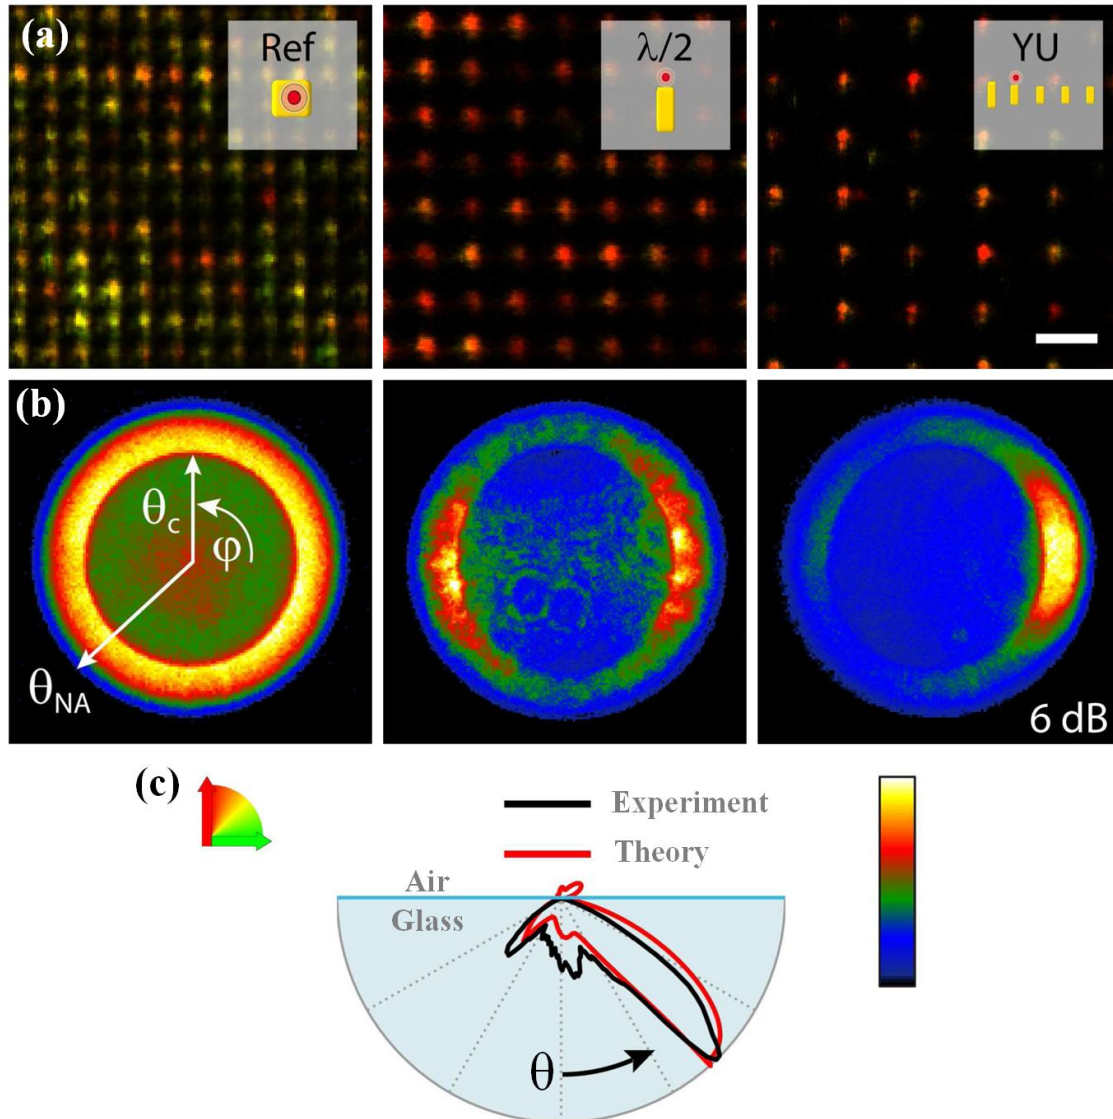 (a)
Ref
λ/2
YU
(b)
θc
φ
θNA
6 dB
(c)
Experiment
Theory
Air
Glass
θ